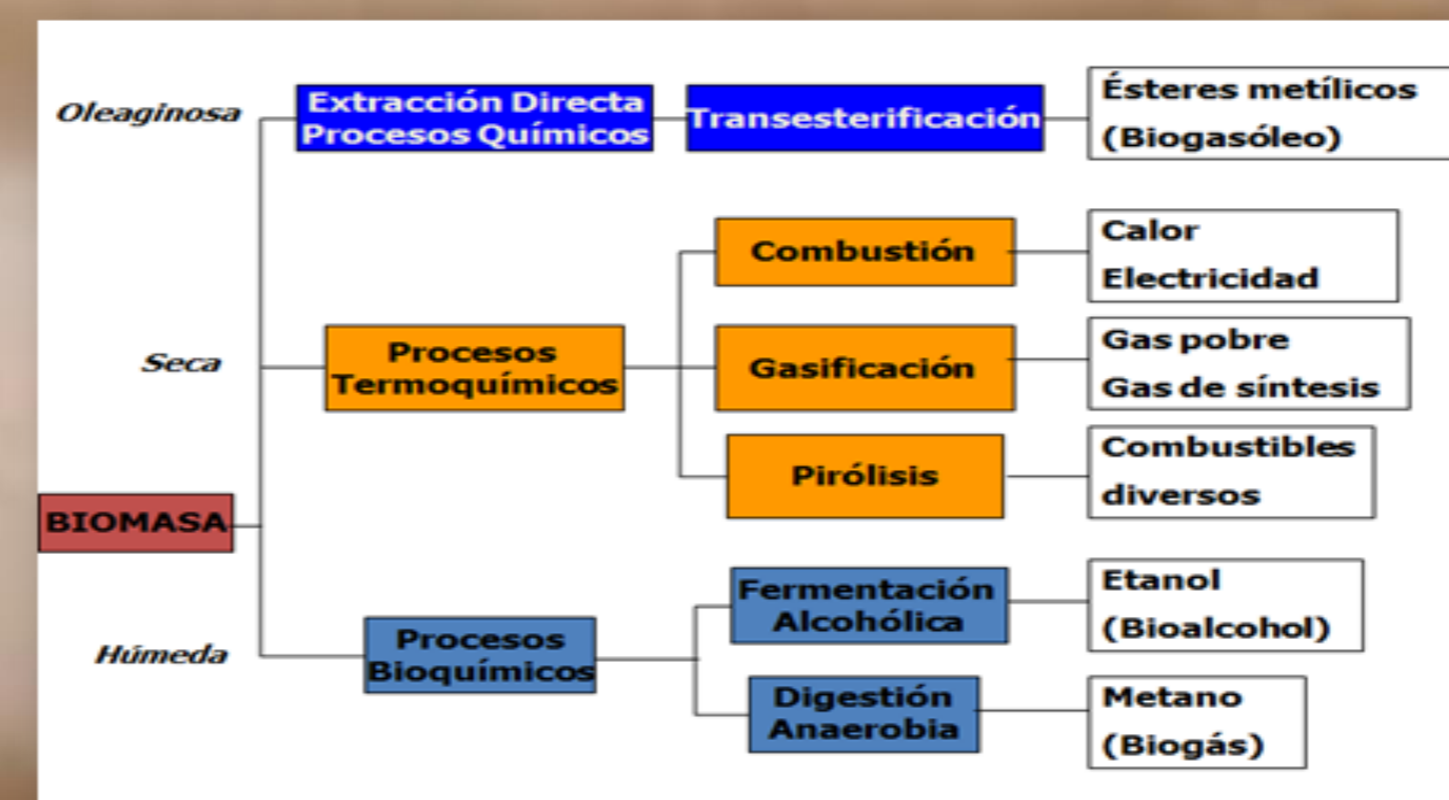 Oleaginosa
Extracción Directa
Procesos Químicos
Transesterificación
Ésteres metílicos
(Biogasóleo)
Seca
Procesos
Termoquímicos
Combustión
Calor
Electricidad
Gasificación
Gas pobre
Gas de síntesis
Pirólisis
Combustibles
diversos
BIOMASA
Húmeda
Procesos
Bioquímicos
Fermentación
Alcohólica
Etanol
(Bioalcohol)
Digestión
Anaerobia
Metano
(Biogás)